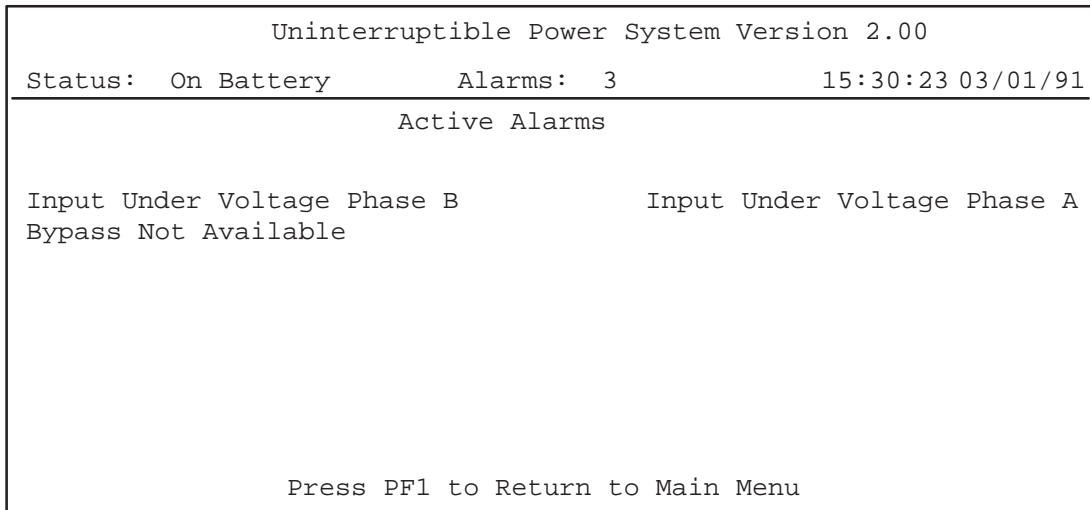 Uninterruptible Power System Version 2.00
Status: On Battery Alarms: 3 15:30:23 03/01/91
Active Alarms
Input Under Voltage Phase B Input Under Voltage Phase A
Bypass Not Available
Press PF1 to Return to Main Menu